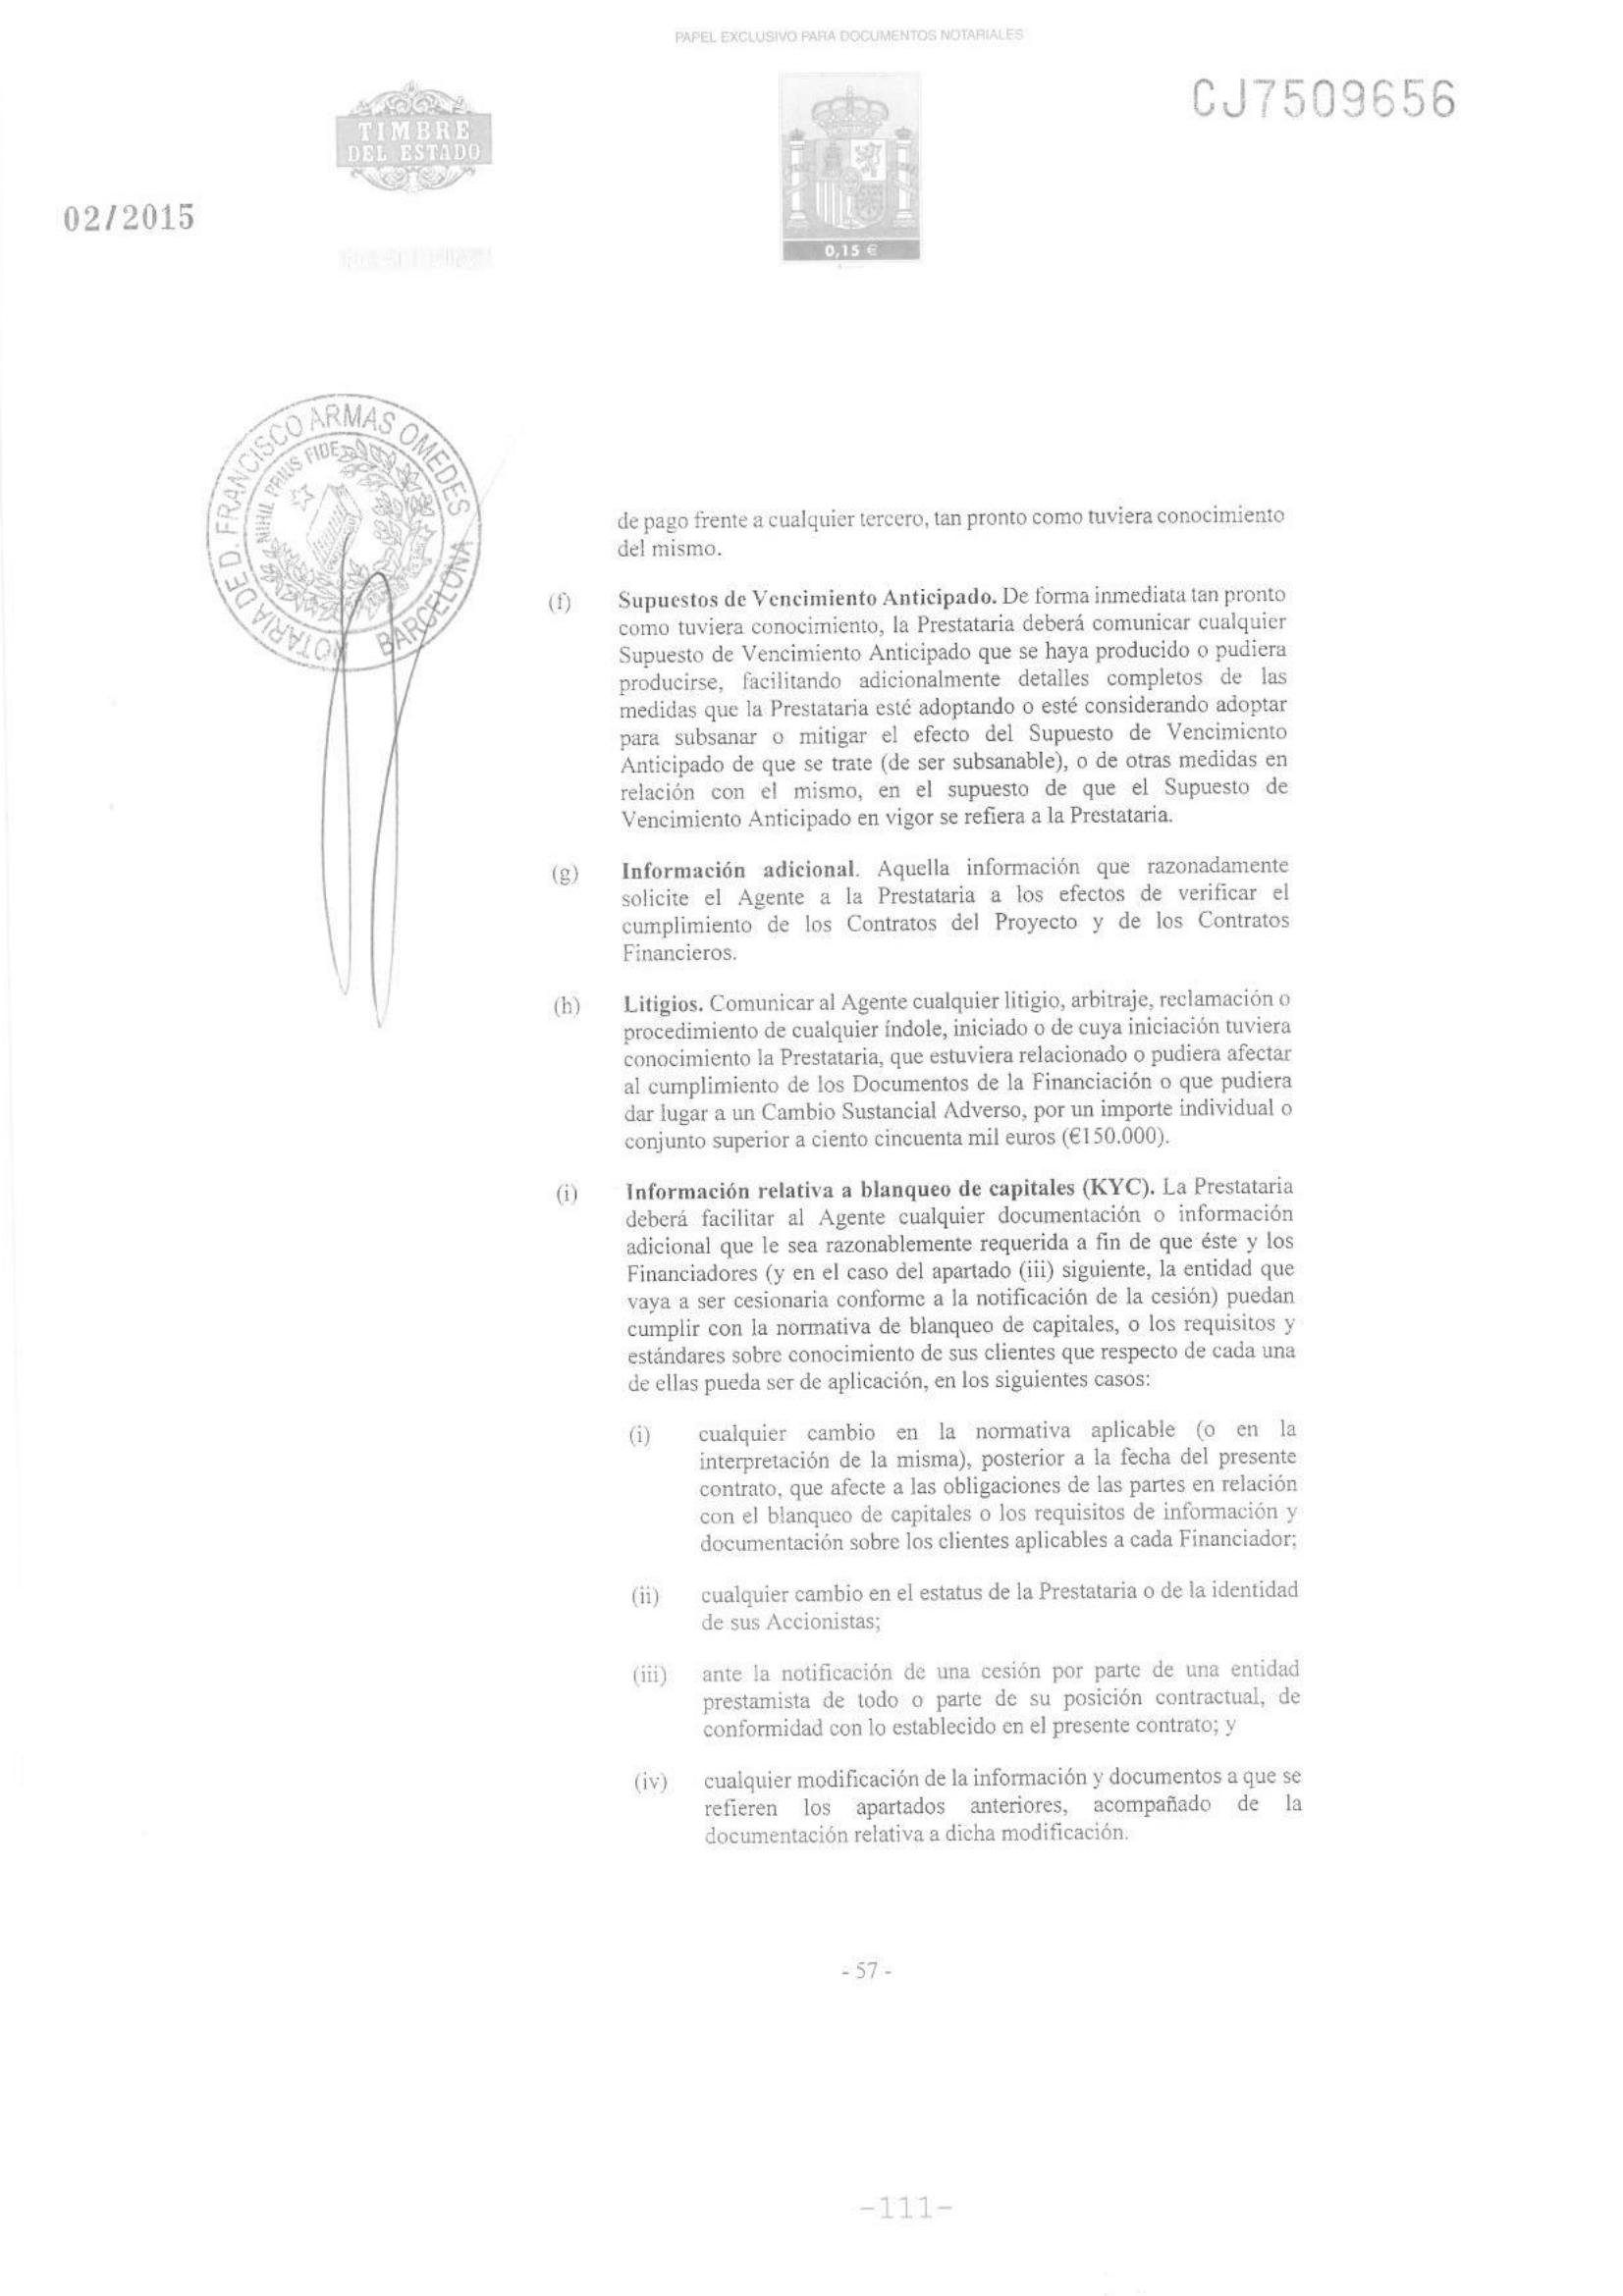 PAPEL EXCLUSIVO PARA DOCUMENTOS NOTARIALES
TIMBRE
DEL ESTADO
CJ7509656
02/2015
0,15 €
NOTARIA DE D. FRANCISCO ARMAS OMEDES
BARCELONA
NIHIL PRIUS FIDE
de pago frente a cualquier tercero, tan pronto como tuviera conocimiento
del mismo.
(f) Supuestos de Vencimiento Anticipado. De forma inmediata tan pronto
como tuviera conocimiento, la Prestataria deberá comunicar cualquier
Supuesto de Vencimiento Anticipado que se haya producido o pudiera
producirse, facilitando adicionalmente detalles completos de las
medidas que la Prestataria esté adoptando o esté considerando adoptar
para subsanar o mitigar el efecto del Supuesto de Vencimiento
Anticipado de que se trate (de ser subsanable), o de otras medidas en
relación con el mismo, en el supuesto de que el Supuesto de
Vencimiento Anticipado en vigor se refiera a la Prestataria.
(g) Información adicional. Aquella información que razonadamente
solicite el Agente a la Prestataria a los efectos de verificar el
cumplimiento de los Contratos del Proyecto y de los Contratos
Financieros.
(h) Litigios. Comunicar al Agente cualquier litigio, arbitraje, reclamación o
procedimiento de cualquier índole, iniciado o de cuya iniciación tuviera
conocimiento la Prestataria, que estuviera relacionado o pudiera afectar
al cumplimiento de los Documentos de la Financiación o que pudiera
dar lugar a un Cambio Sustancial Adverso, por un importe individual o
conjunto superior a ciento cincuenta mil euros (€150.000).
(i) Información relativa a blanqueo de capitales (KYC). La Prestataria
deberá facilitar al Agente cualquier documentación o información
adicional que le sea razonablemente requerida a fin de que éste y los
Financiadores (y en el caso del apartado (iii) siguiente, la entidad que
vaya a ser cesionaria conforme a la notificación de la cesión) puedan
cumplir con la normativa de blanqueo de capitales, o los requisitos y
estándares sobre conocimiento de sus clientes que respecto de cada una
de ellas pueda ser de aplicación, en los siguientes casos:
(i) cualquier cambio en la normativa aplicable (o en la
interpretación de la misma), posterior a la fecha del presente
contrato, que afecte a las obligaciones de las partes en relación
con el blanqueo de capitales o los requisitos de información y
documentación sobre los clientes aplicables a cada Financiador;
(ii) cualquier cambio en el estatus de la Prestataria o de la identidad
de sus Accionistas;
(iii) ante la notificación de una cesión por parte de una entidad
prestamista de todo o parte de su posición contractual, de
conformidad con lo establecido en el presente contrato; y
(iv) cualquier modificación de la información y documentos a que se
refieren los apartados anteriores, acompañado de la
documentación relativa a dicha modificación.
- 57 -
-111-